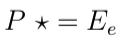 P ⋆ = E_e